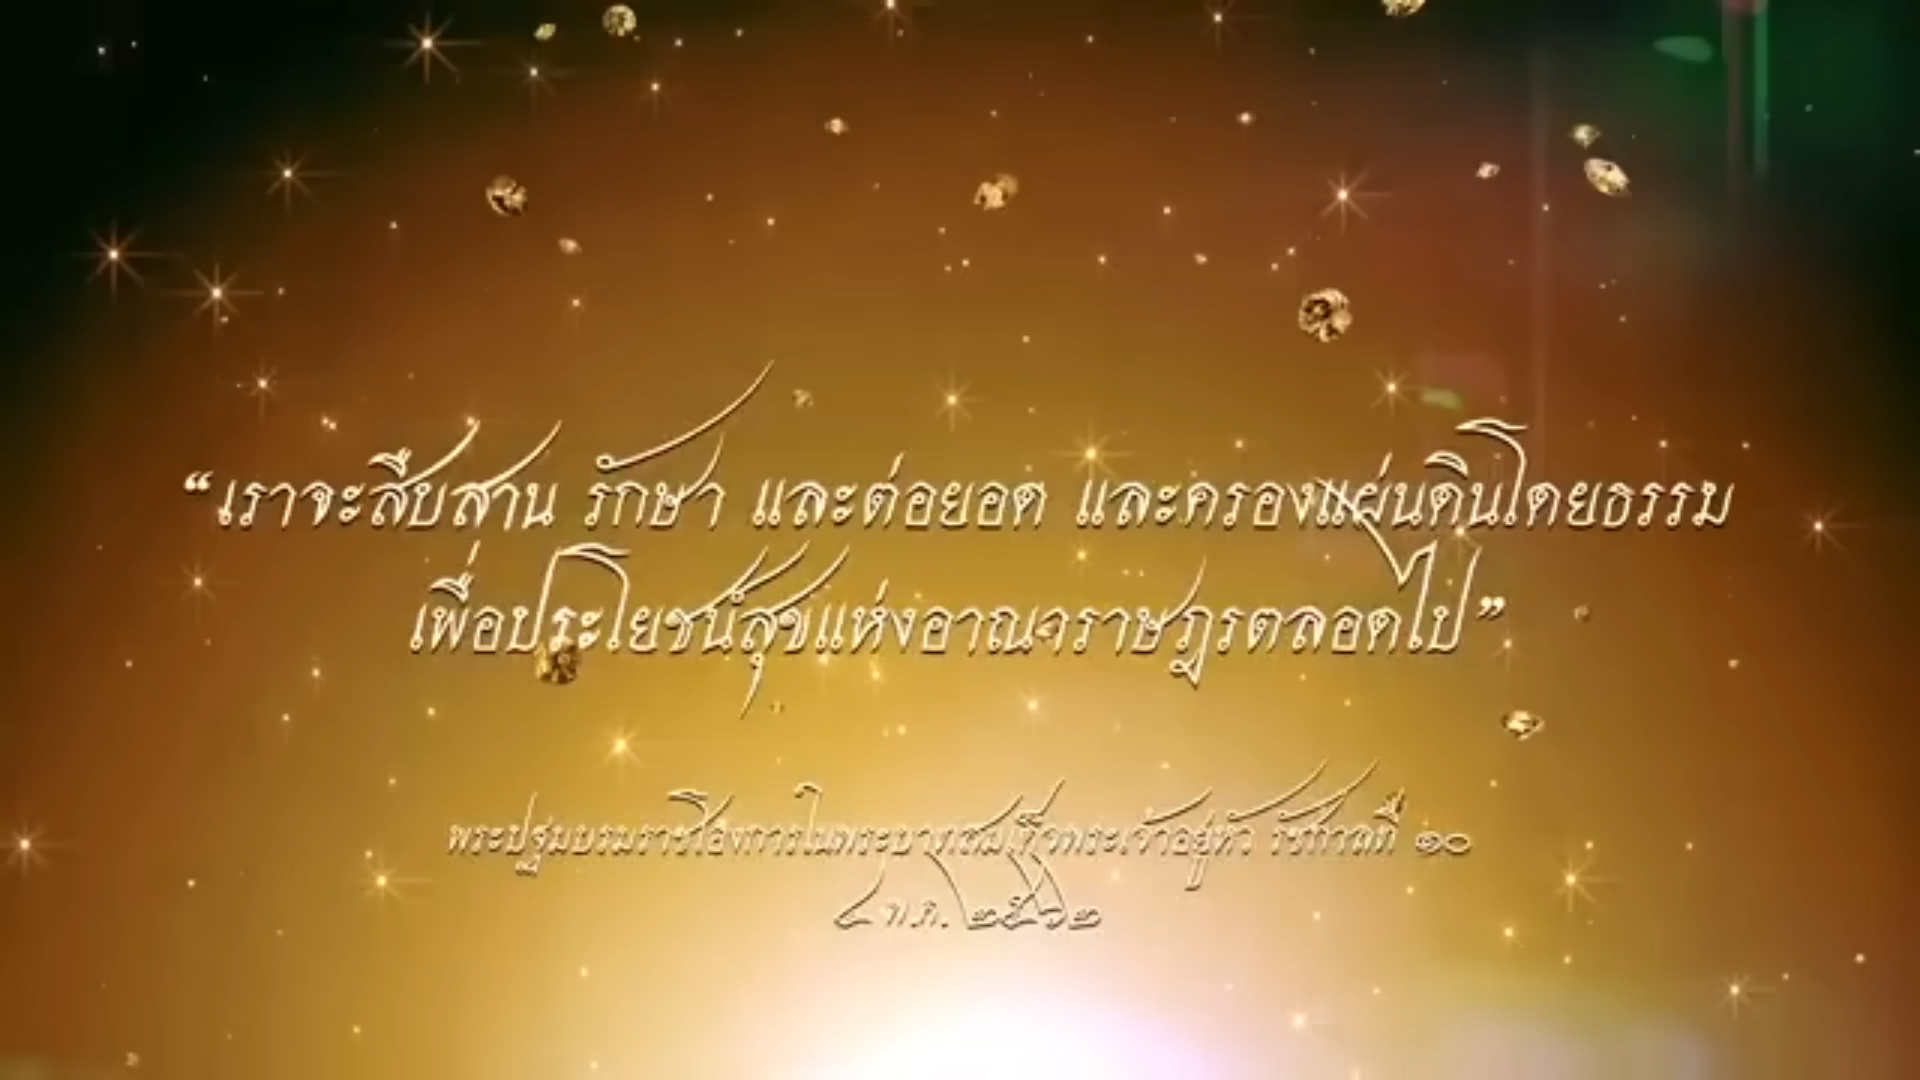 “เราจะสืบสาน รักษา และต่อยอด และครองแผ่นดินโดยธรรม
เพื่อประโยชน์สุขแห่งอาณาราษฎรตลอดไป”
พระปฐมบรมราชโองการในพระบาทสมเด็จพระเจ้าอยู่หัว รัชกาลที่ ๑๐
๔ พ.ค. ๒๕๖๒